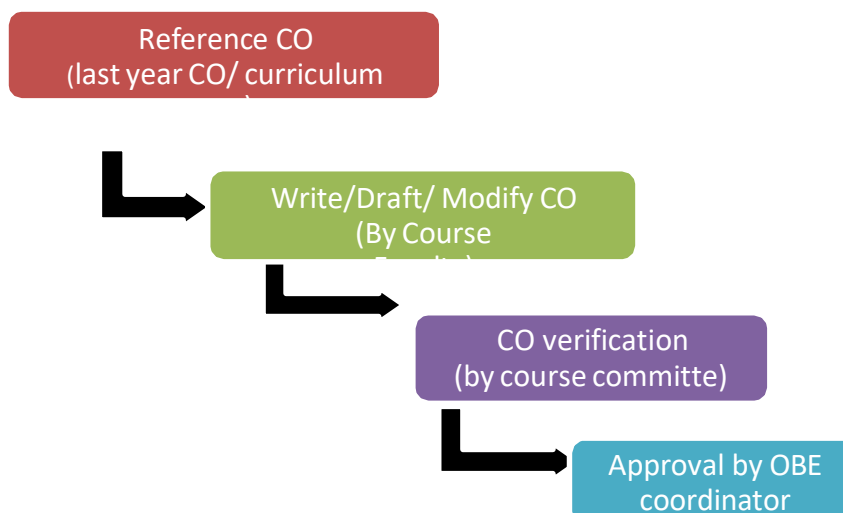 Reference CO
(last year CO/ curriculum
Write/Draft/ Modify CO
(By Course
CO verification
(by course committe)
Approval by OBE
coordinator